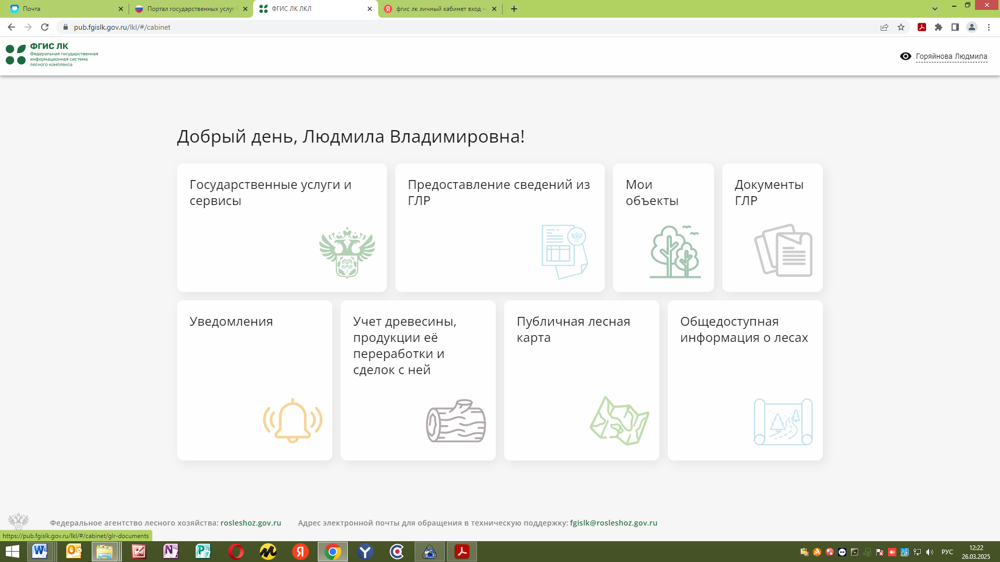 Почта
Портал государственных услуг
ФГИС ЛК ЛКЛ
фгис лк личный кабинет вход —
pub.fgislk.gov.ru/lkl/#/cabinet
ФГИС ЛК
Федеральная государственная
информационная система
лесного комплекса
Горяйнова Людмила
Добрый день, Людмила Владимировна!
Государственные услуги и
сервисы
Предоставление сведений из
ГЛР
Мои
объекты
Документы
ГЛР
Уведомления
Учет древесины,
продукции её
переработки и
сделок с ней
Публичная лесная
карта
Общедоступная
информация о лесах
Федеральное агентство лесного хозяйства: rosleshoz.gov.ru
Адрес электронной почты для обращения в техническую поддержку: fgislk@rosleshoz.gov.ru
https://pub.fgislk.gov.ru/lkl/#/cabinet/glr-documents
РУС
12:22
26.03.2025